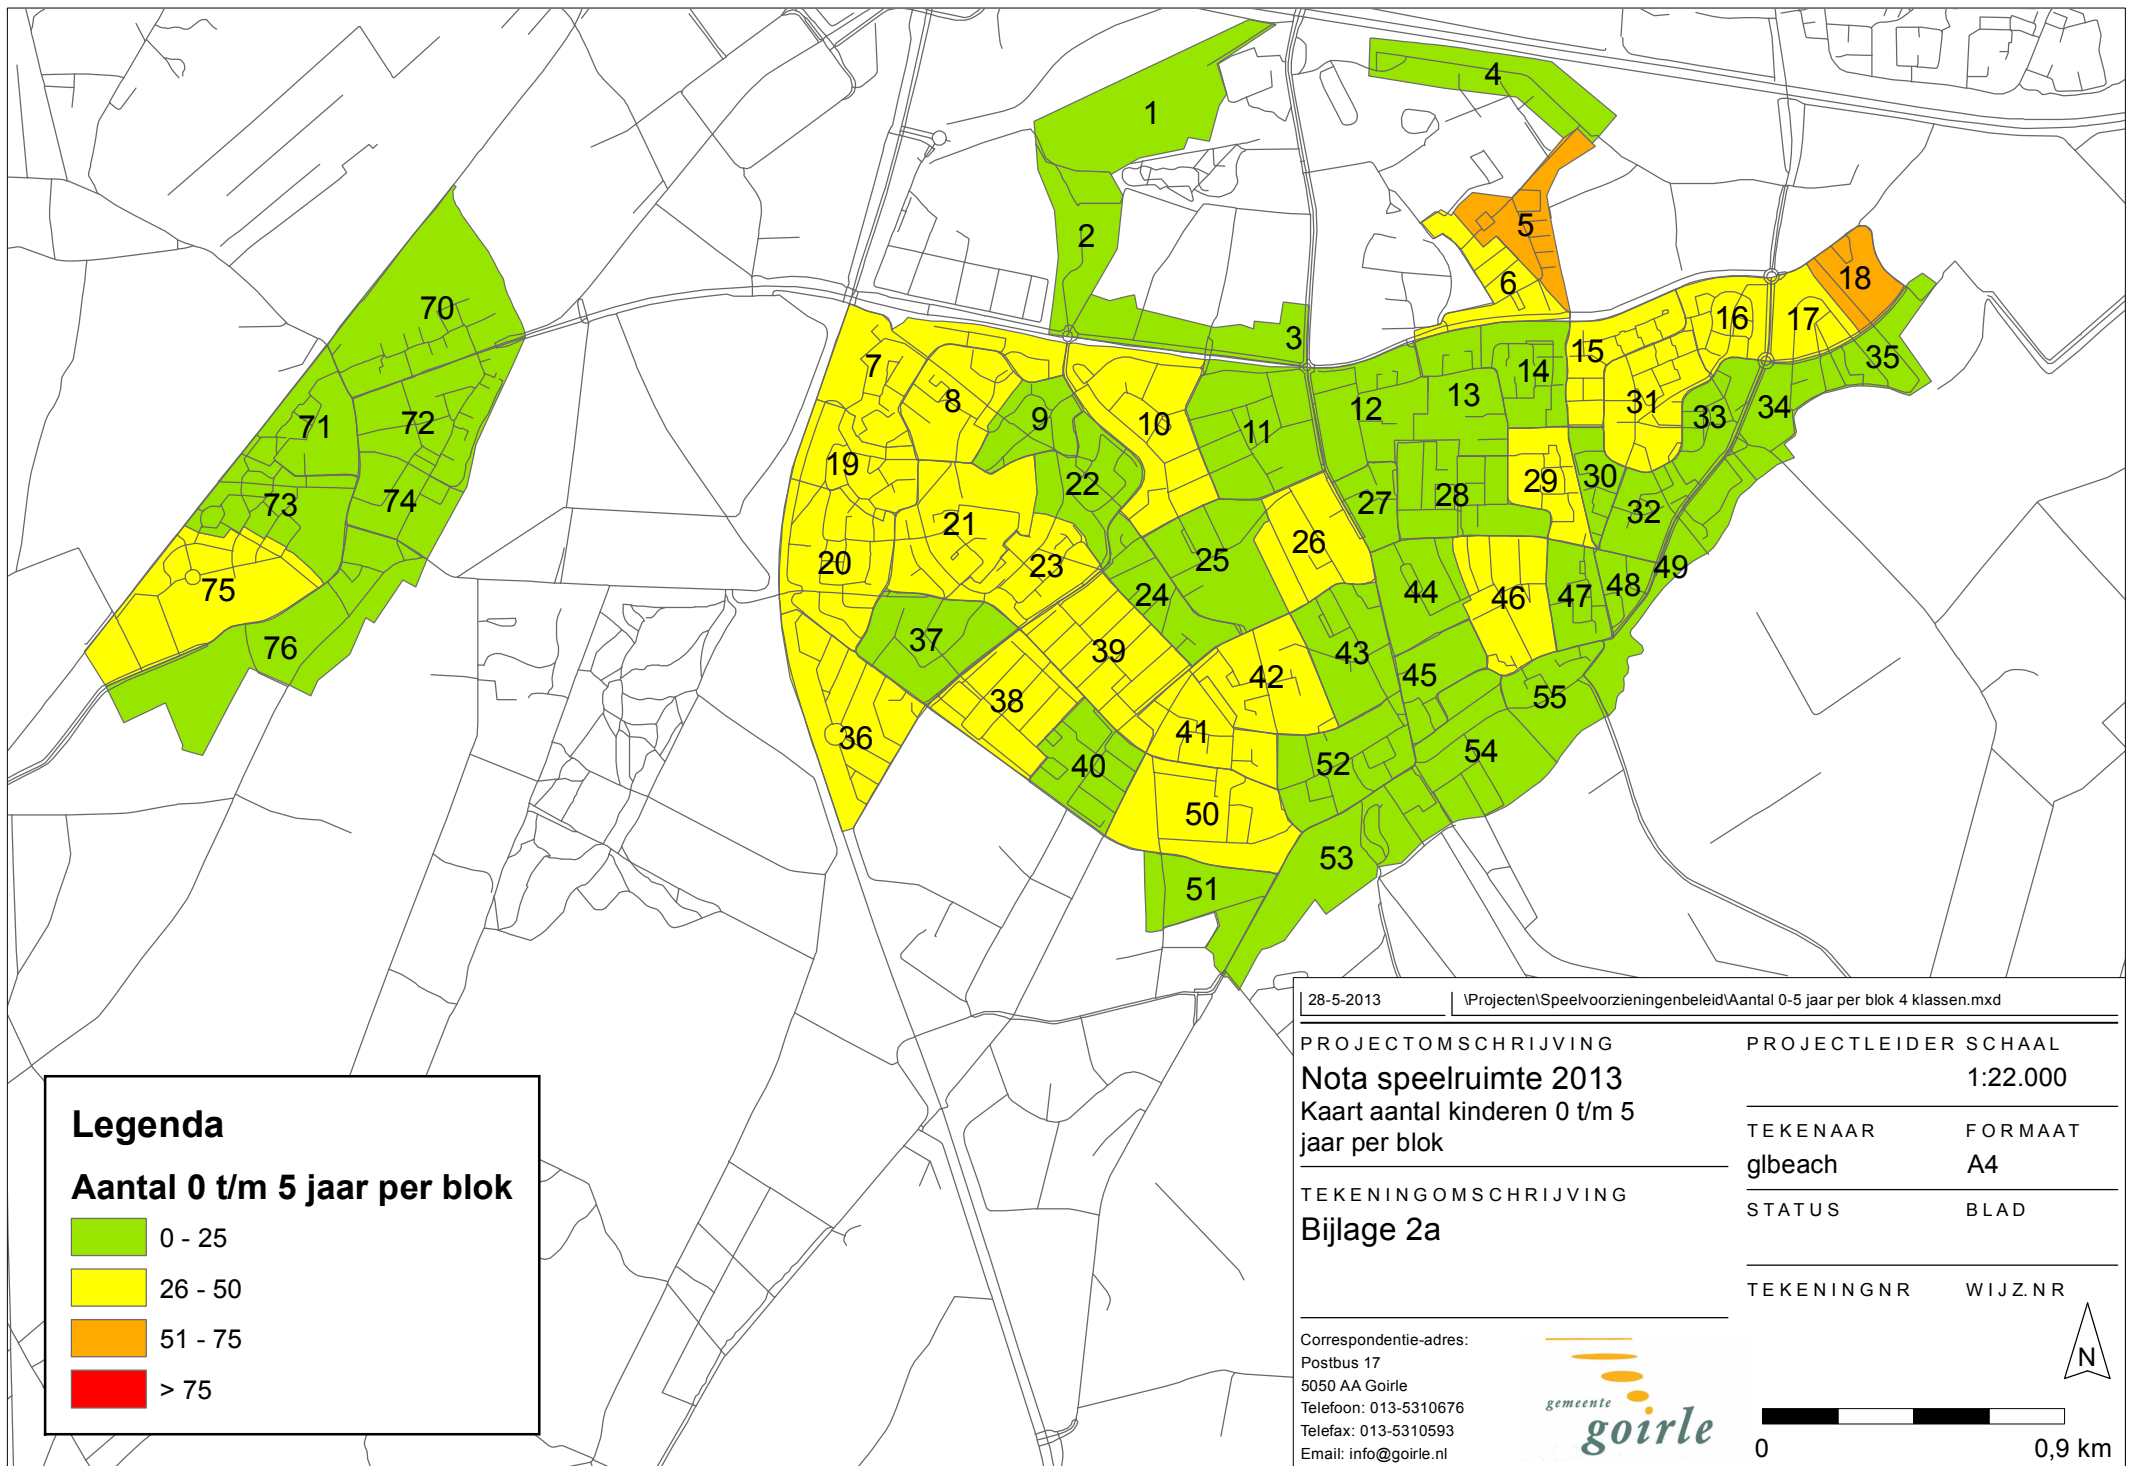 1
4
2
5
6
18
3
16
17
35
70
7
8
9
10
11
12
13
14
15
31
33
34
71
72
19
22
27
28
29
30
32
73
74
21
26
25
20
23
24
44
46
47
48
49
75
76
37
39
43
42
45
55
38
36
41
40
52
54
50
53
51
28-5-2013 \Projecten\Speelvoorzieningenbeleid\Aantal 0-5 jaar per blok 4 klassen.mxd
PROJECTOMSCHRIJVING
Nota speelruimte 2013
Kaart aantal kinderen 0 t/m 5
jaar per blok
TEKENINGOMSCHRIJVING
Bijlage 2a
PROJECTLEIDER SCHAAL
1:22.000
TEKENAAR FORMAAT
glbeach A4
STATUS BLAD
TEKENINGNR WIJZ.NR
N
Correspondentie-adres:
Postbus 17
5050 AA Goirle
Telefoon: 013-5310676
Telefax: 013-5310593
Email: info@goirle.nl
gemeente
goirle
0 0,9 km
Legenda
Aantal 0 t/m 5 jaar per blok
0 - 25
26 - 50
51 - 75
> 75